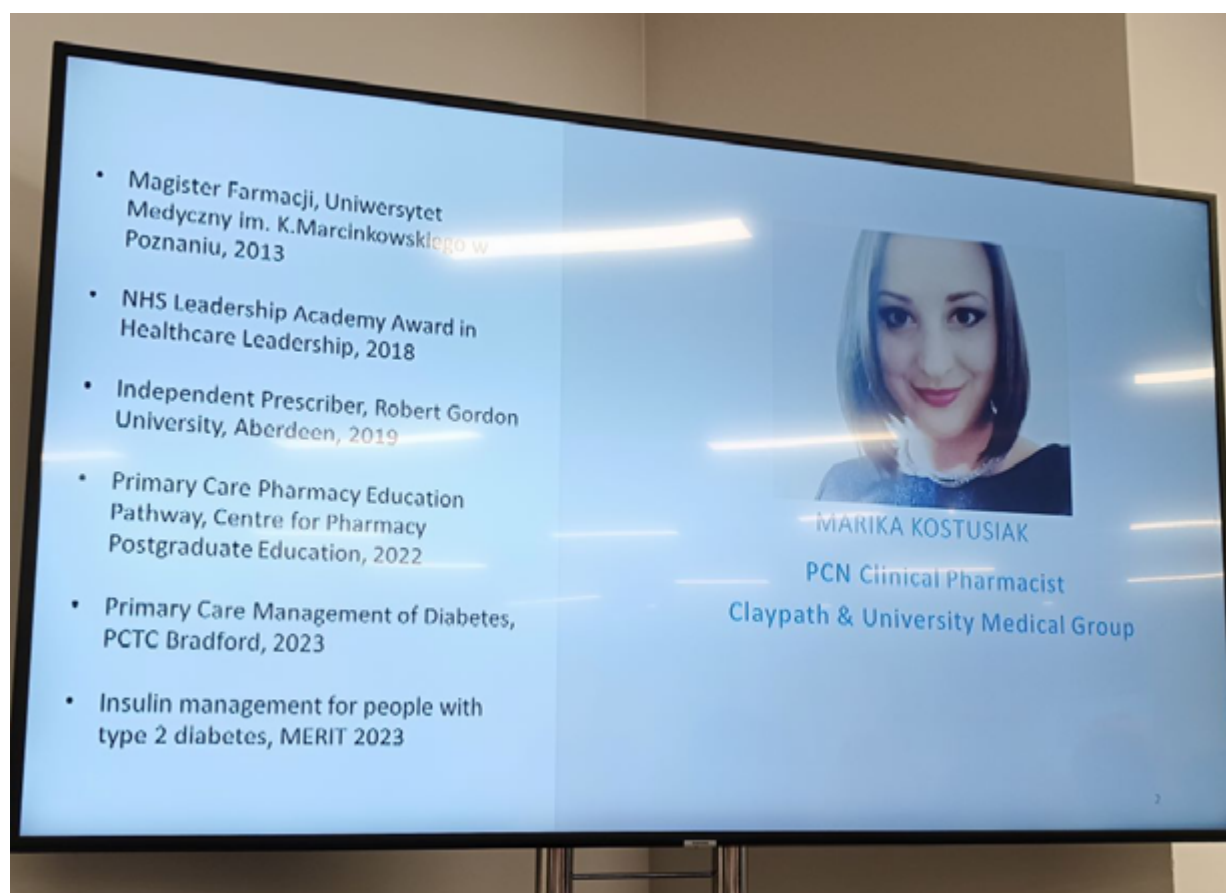 • Magister Farmacji, Uniwersytet
Medyczny im. K.Marcinkowskiego w
Poznaniu, 2013
• NHS Leadership Academy Award in
Healthcare Leadership, 2018
• Independent Prescriber, Robert Gordon
University, Aberdeen, 2019
• Primary Care Pharmacy Education
Pathway, Centre for Pharmacy
Postgraduate Education, 2022
• Primary Care Management of Diabetes,
PCTC Bradford, 2023
• Insulin management for people with
type 2 diabetes, MERIT 2023
MARIKA KOSTUSIAK
PCN Clinical Pharmacist
Claypath & University Medical Group
2